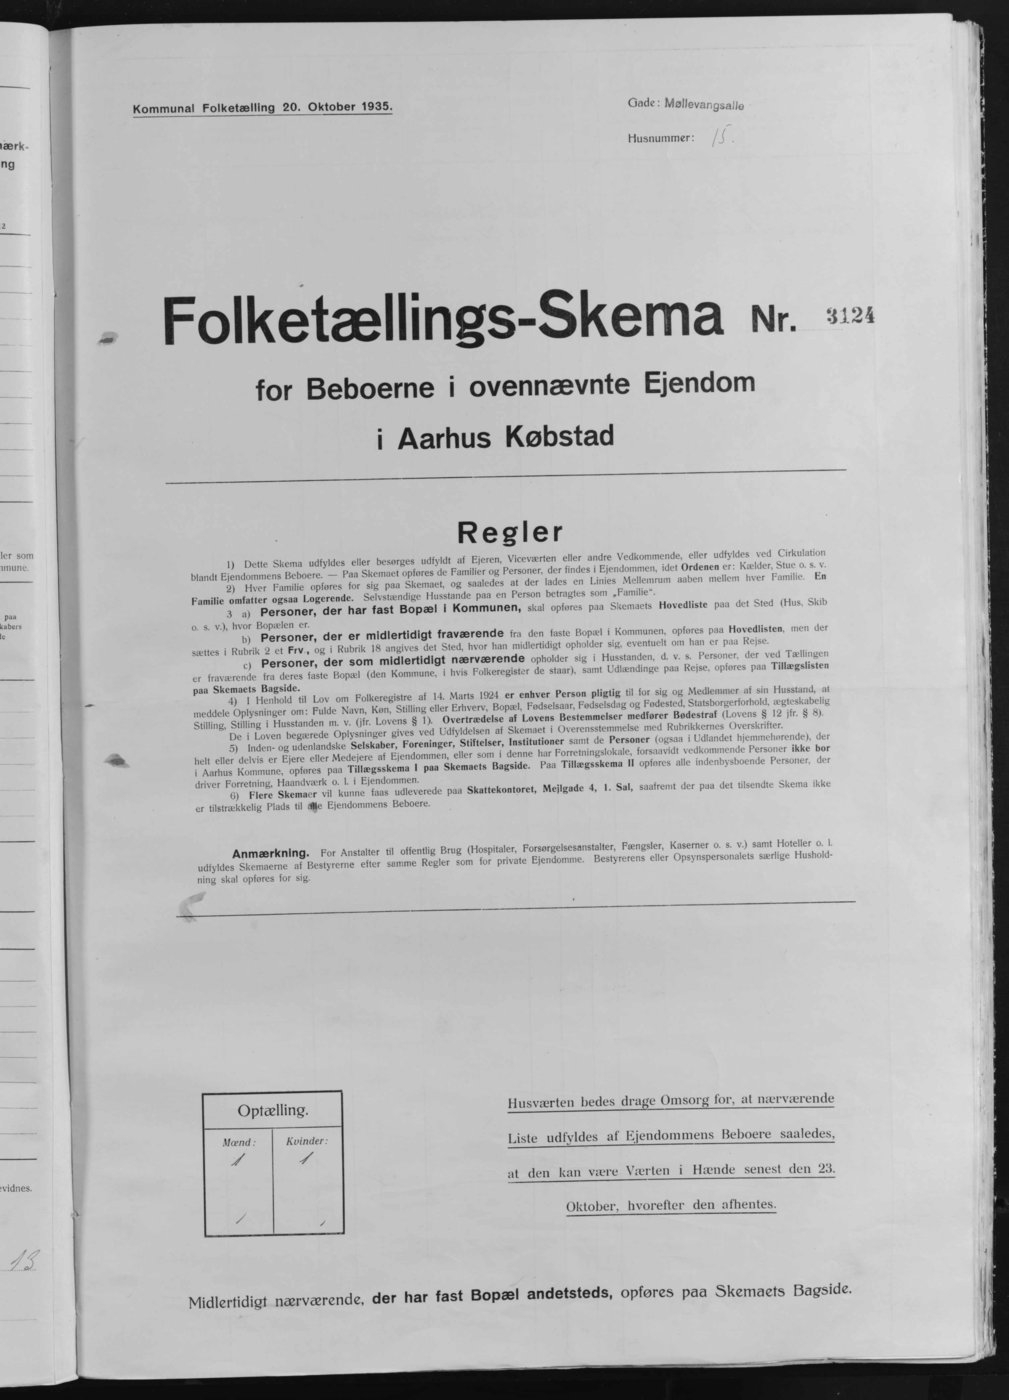 Kommunal Folketælling 20. Oktober 1935.
Gade: Møllevangsalle
Husnummer: 15.
Folketællings-Skema Nr. 3124
for Beboerne i ovennævnte Ejendom
i Aarhus Købstad
Regler
1) Dette Skema udfyldes eller besørges udfyldt af Ejeren, Viceværten eller andre Vedkommende, eller udfyldes ved Cirkulation
blandt Ejendommens Beboere. — Paa Skemaet opføres de Familier og Personer, der findes i Ejendommen, idet Ordenen er: Kælder, Stue o. s. v.
2) Hver Familie opføres for sig paa Skemaet, og saaledes at der lades en Linies Mellemrum aaben mellem hver Familie. En
Familie omfatter ogsaa Logerende. Selvstændige Husstande paa en Person betragtes som „Familie“.
3 a) Personer, der har fast Bopæl i Kommunen, skal opføres paa Skemaets Hovedliste paa det Sted (Hus, Skib
o. s. v.), hvor Bopælen er.
b) Personer, der er midlertidigt fraværende fra den faste Bopæl i Kommunen, opføres paa Hovedlisten, men der
sættes i Rubrik 2 et Frv., og i Rubrik 18 angives det Sted, hvor han midlertidigt opholder sig, eventuelt om han er paa Rejse.
c) Personer, der som midlertidigt nærværende opholder sig i Husstanden, d. v. s. Personer, der ved Tællingen
er fraværende fra deres faste Bopæl (den Kommune, i hvis Folkeregister de staar), samt Udlændinge paa Rejse, opføres paa Tillægslisten
paa Skemaets Bagside.
4) I Henhold til Lov om Folkeregistre af 14. Marts 1924 er enhver Person pligtig til for sig og Medlemmer af sin Husstand, at
meddele Oplysninger om: Fulde Navn, Køn, Stilling eller Erhverv, Bopæl, Fødselsaar, Fødselsdag og Fødested, Statsborgerforhold, ægteskabelig
Stilling, Stilling i Husstanden m. v. (jfr. Lovens § 1). Overtrædelse af Lovens Bestemmelser medfører Bødestraf (Lovens § 12 jfr. § 8).
De i Loven begærede Oplysninger gives ved Udfyldelsen af Skemaet i Overensstemmelse med Rubrikkernes Overskrifter.
5) Inden- og udenlandske Selskaber, Foreninger, Stiftelser, Institutioner samt de Personer (ogsaa i Udlandet hjemmehørende), der
helt eller delvis er Ejere eller Medejere af Ejendommen, eller som i denne har Forretningslokale, forsaavidt vedkommende Personer ikke bor
i Aarhus Kommune, opføres paa Tillægsskema I paa Skemaets Bagside. Paa Tillægsskema II opføres alle indenbysboende Personer, der
driver Forretning, Haandværk o. l. i Ejendommen.
6) Flere Skemaer vil kunne faas udleverede paa Skattekontoret, Mejlgade 4, 1. Sal, saafremt der paa det tilsendte Skema ikke
er tilstrækkelig Plads til alle Ejendommens Beboere.
Anmærkning. For Anstalter til offentlig Brug (Hospitaler, Forsørgelsesanstalter, Fængsler, Kaserner o. s. v.) samt Hoteller o. l.
udfyldes Skemaerne af Bestyrerne efter samme Regler som for private Ejendomme. Bestyrerens eller Opsynspersonalets særlige Hushold-
ning skal opføres for sig.
Optælling.
Mænd: Kvinder:
1 1
Husværten bedes drage Omsorg for, at nærværende
Liste udfyldes af Ejendommens Beboere saaledes,
at den kan være Værten i Hænde senest den 23.
Oktober, hvorefter den afhentes.
Midlertidigt nærværende, der har fast Bopæl andetsteds, opføres paa Skemaets Bagside.
ærk-
ng
2
ler som
mmune.
paa
kabers
evidnes.
13